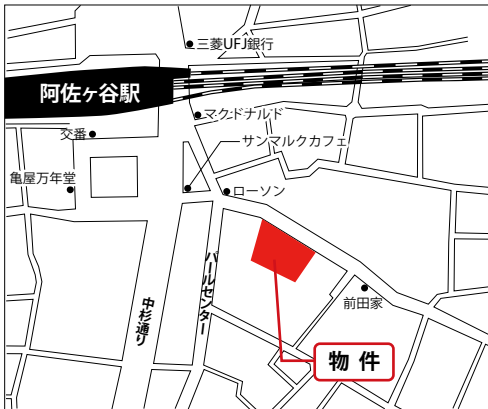 三菱UFJ銀行
阿佐ヶ谷駅
マクドナルド
交番
サンマルクカフェ
亀屋万年堂
ローソン
パールセンター
中杉通り
前田家
物件